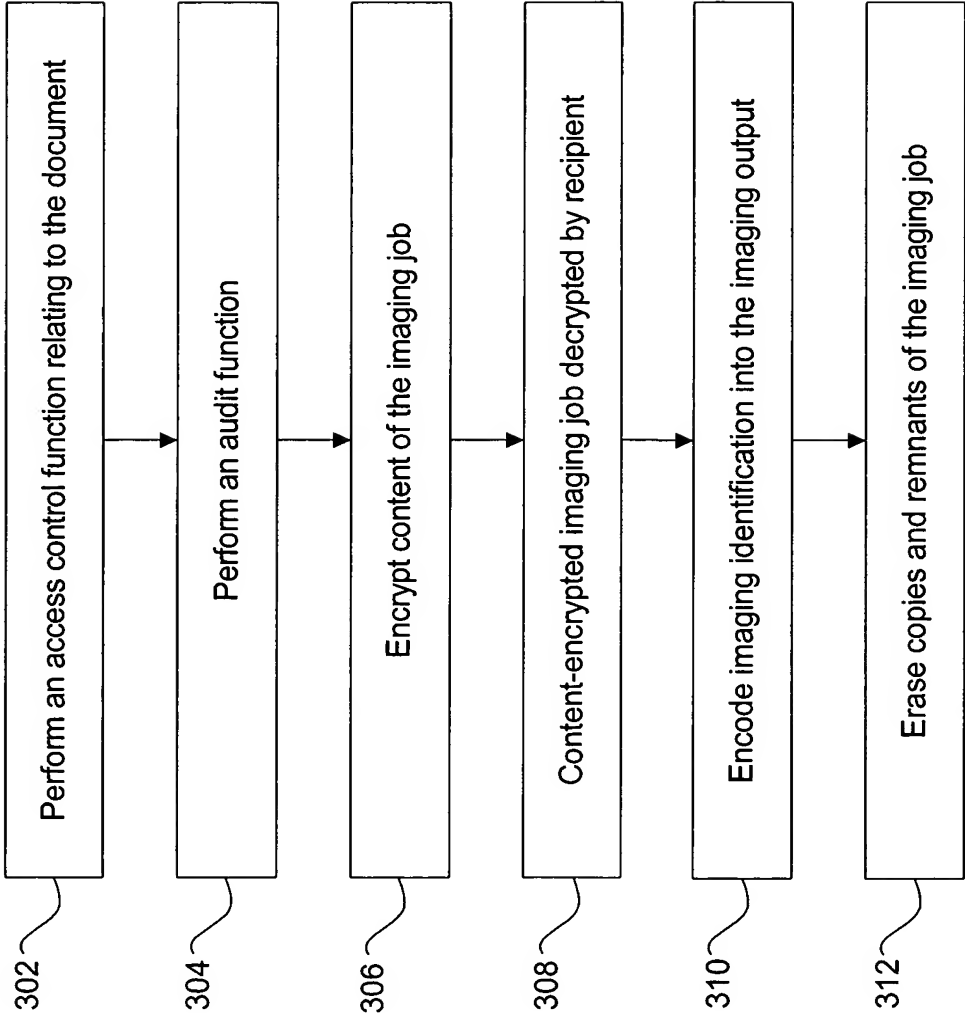 302
Perform an access control function relating to the document
304
Perform an audit function
306
Encrypt content of the imaging job
308
Content-encrypted imaging job decrypted by recipient
310
Encode imaging identification into the imaging output
312
Erase copies and remnants of the imaging job